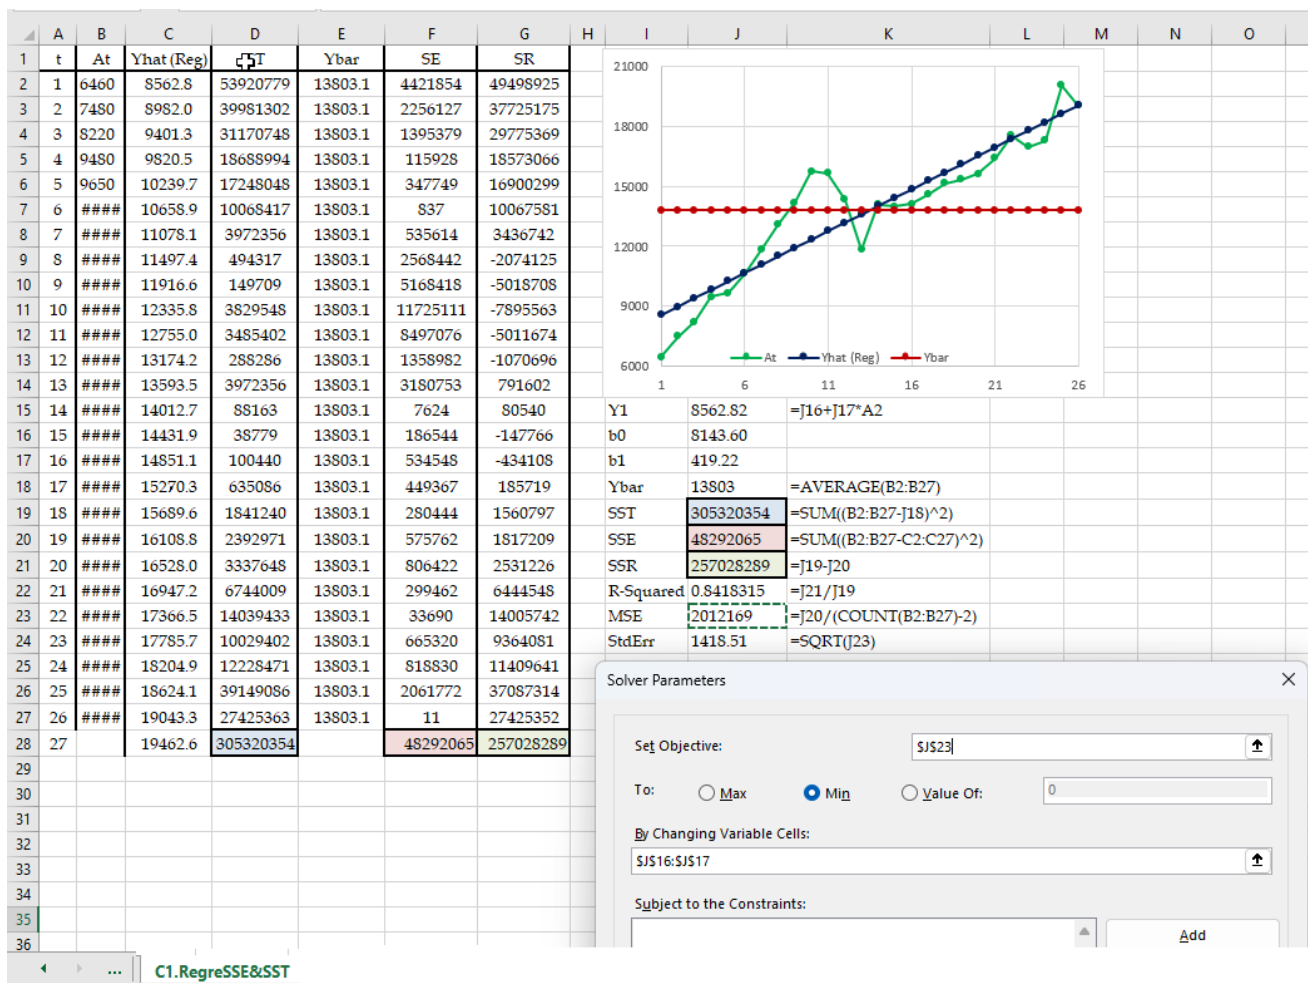 A B C D E F G H I J K L M N O
1 t At Yhat (Reg) Ybar SE SR
2 1 6460 8562.8 53920779 13803.1 4421854 49498925
3 2 7480 8982.0 39981302 13803.1 2256127 37725175
4 3 8220 9401.3 31170748 13803.1 1395379 29775369
5 4 9480 9820.5 18688994 13803.1 115928 18573066
6 5 9650 10239.7 17248048 13803.1 347749 16900299
7 6 #### 10658.9 10068417 13803.1 837 10067581
8 7 #### 11078.1 3972356 13803.1 535614 3436742
9 8 #### 11497.4 494317 13803.1 2568442 -2074125
10 9 #### 11916.6 149709 13803.1 5168418 -5018708
11 10 #### 12335.8 3829548 13803.1 11725111 -7895563
12 11 #### 12755.0 3485402 13803.1 8497076 -5011674
13 12 #### 13174.2 288286 13803.1 1358982 -1070696
14 13 #### 13593.5 3972356 13803.1 3180753 791602
15 14 #### 14012.7 88163 13803.1 7624 80540
16 15 #### 14431.9 38779 13803.1 186544 -147766
17 16 #### 14851.1 100440 13803.1 534548 -434108
18 17 #### 15270.3 635086 13803.1 449367 185719
19 18 #### 15689.6 1841240 13803.1 280444 1560797
20 19 #### 16108.8 2392971 13803.1 575762 1817209
21 20 #### 16528.0 3337648 13803.1 806422 2531226
22 21 #### 16947.2 6744009 13803.1 299462 6444548
23 22 #### 17366.5 14039433 13803.1 33690 14005742
24 23 #### 17785.7 10029402 13803.1 665320 9364081
25 24 #### 18204.9 12228471 13803.1 818830 11409641
26 25 #### 18624.1 39149086 13803.1 2061772 37087314
27 26 #### 19043.3 27425363 13803.1 11 27425352
28 27 19462.6 305320354 48292065 257028289
29
30
31
32
33
34
35
36
21000
18000
15000
12000
9000
6000
At Yhat (Reg) Ybar
1 6 11 16 21 26
Y1 8562.82 =J16+J17*A2
b0 8143.60
b1 419.22
Ybar 13803 =AVERAGE(B2:B27)
SST 305320354 =SUM((B2:B27-J18)^2)
SSE 48292065 =SUM((B2:B27-C2:C27)^2)
SSR 257028289 =J19-J20
R-Squared 0.8418315 =J21/J19
MSE 2012169 =J20/(COUNT(B2:B27)-2)
StdErr 1418.51 =SQRT(J23)
Solver Parameters
Set Objective: $J$23
To: Max Min Value Of: 0
By Changing Variable Cells:
$J$16:$J$17
Subject to the Constraints:
Add
... C1.RegreSSE&SST